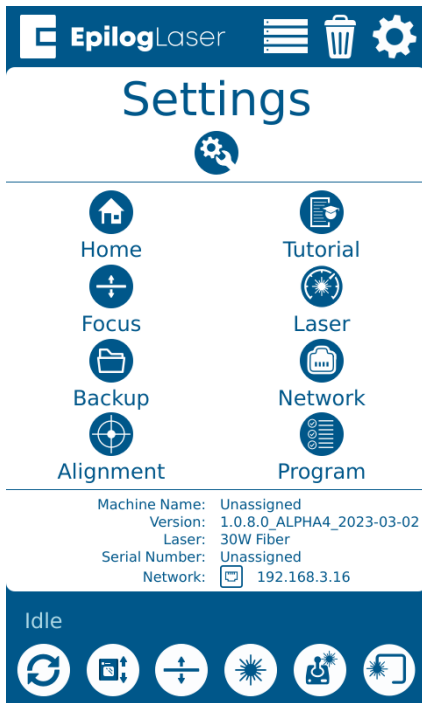 EpilogLaser
Settings
Home Tutorial
Focus Laser
Backup Network
Alignment Program
Machine Name: Unassigned
Version: 1.0.8.0_ALPHA4_2023-03-02
Laser: 30W Fiber
Serial Number: Unassigned
Network: 192.168.3.16
Idle